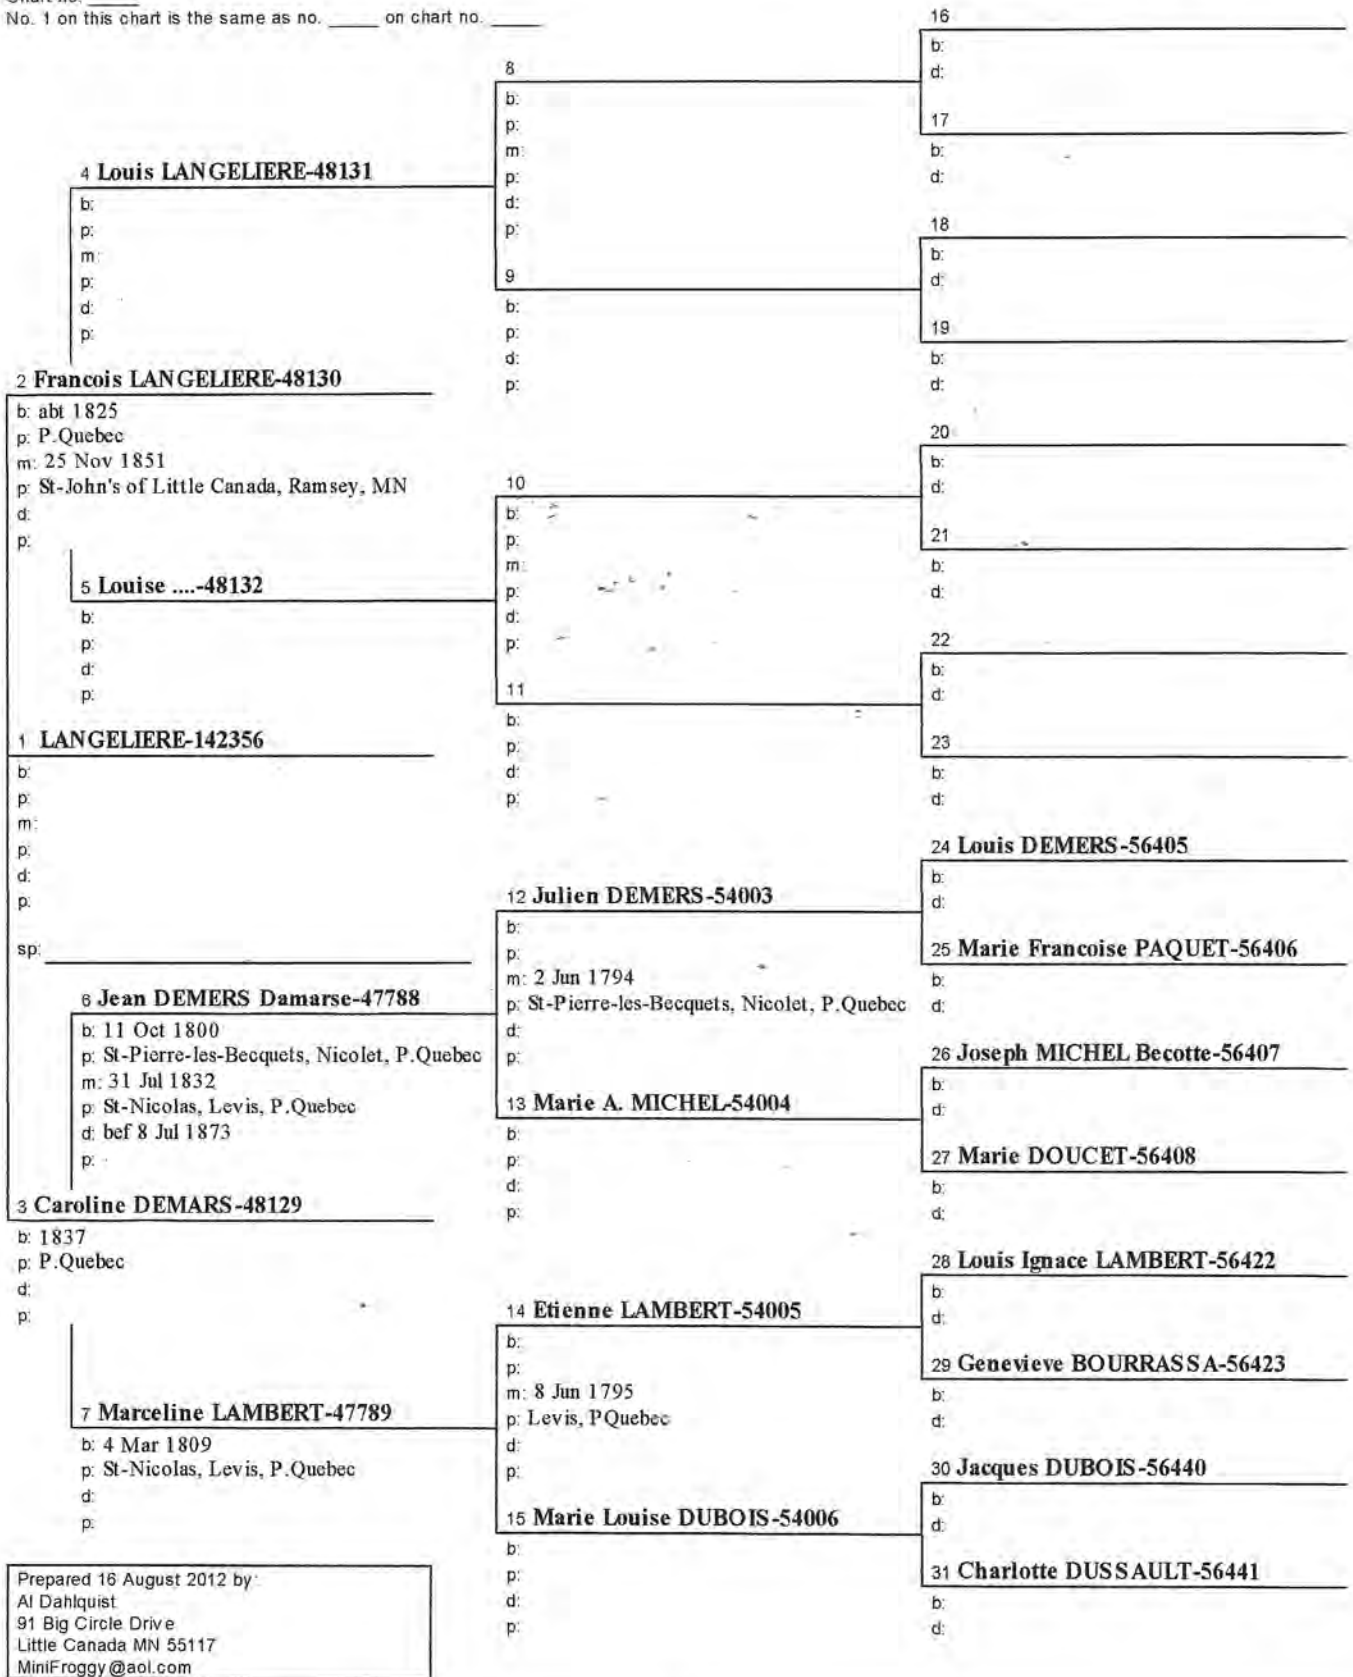 No. 1 on this chart is the same as no. _____ on chart no. _____
16
b:
d:
8
b:
p:
m:
p:
d:
p:
17
b:
d:
4 Louis LANGELIERE-48131
b:
p:
m:
p:
d:
p:
18
b:
d:
9
b:
p:
d:
p:
19
b:
d:
2 Francois LANGELIERE-48130
b: abt 1825
p: P.Quebec
m: 25 Nov 1851
p: St-John's of Little Canada, Ramsey, MN
d:
p:
20
b:
d:
10
b:
p:
m:
p:
d:
p:
21
b:
d:
5 Louise ....-48132
b:
p:
d:
p:
22
b:
d:
11
b:
p:
d:
p:
23
b:
d:
1 LANGELIERE-142356
b:
p:
m:
p:
d:
p:
sp:
24 Louis DEMERS-56405
b:
d:
12 Julien DEMERS-54003
b:
p:
m: 2 Jun 1794
p: St-Pierre-les-Becquets, Nicolet, P.Quebec
d:
p:
25 Marie Francoise PAQUET-56406
b:
d:
6 Jean DEMERS Damarse-47788
b: 11 Oct 1800
p: St-Pierre-les-Becquets, Nicolet, P.Quebec
m: 31 Jul 1832
p: St-Nicolas, Levis, P.Quebec
d: bef 8 Jul 1873
p:
26 Joseph MICHEL Becotte-56407
b:
d:
13 Marie A. MICHEL-54004
b:
p:
d:
p:
27 Marie DOUCET-56408
b:
d:
3 Caroline DEMARS-48129
b: 1837
p: P.Quebec
d:
p:
28 Louis Ignace LAMBERT-56422
b:
d:
14 Etienne LAMBERT-54005
b:
p:
m: 8 Jun 1795
p: Levis, PQuebec
d:
p:
29 Genevieve BOURRASSA-56423
b:
d:
7 Marceline LAMBERT-47789
b: 4 Mar 1809
p: St-Nicolas, Levis, P.Quebec
d:
p:
30 Jacques DUBOIS-56440
b:
d:
15 Marie Louise DUBOIS-54006
b:
p:
d:
p:
31 Charlotte DUSSAULT-56441
b:
d:
Prepared 16 August 2012 by:
Al Dahlquist
91 Big Circle Drive
Little Canada MN 55117
MiniFroggy@aol.com